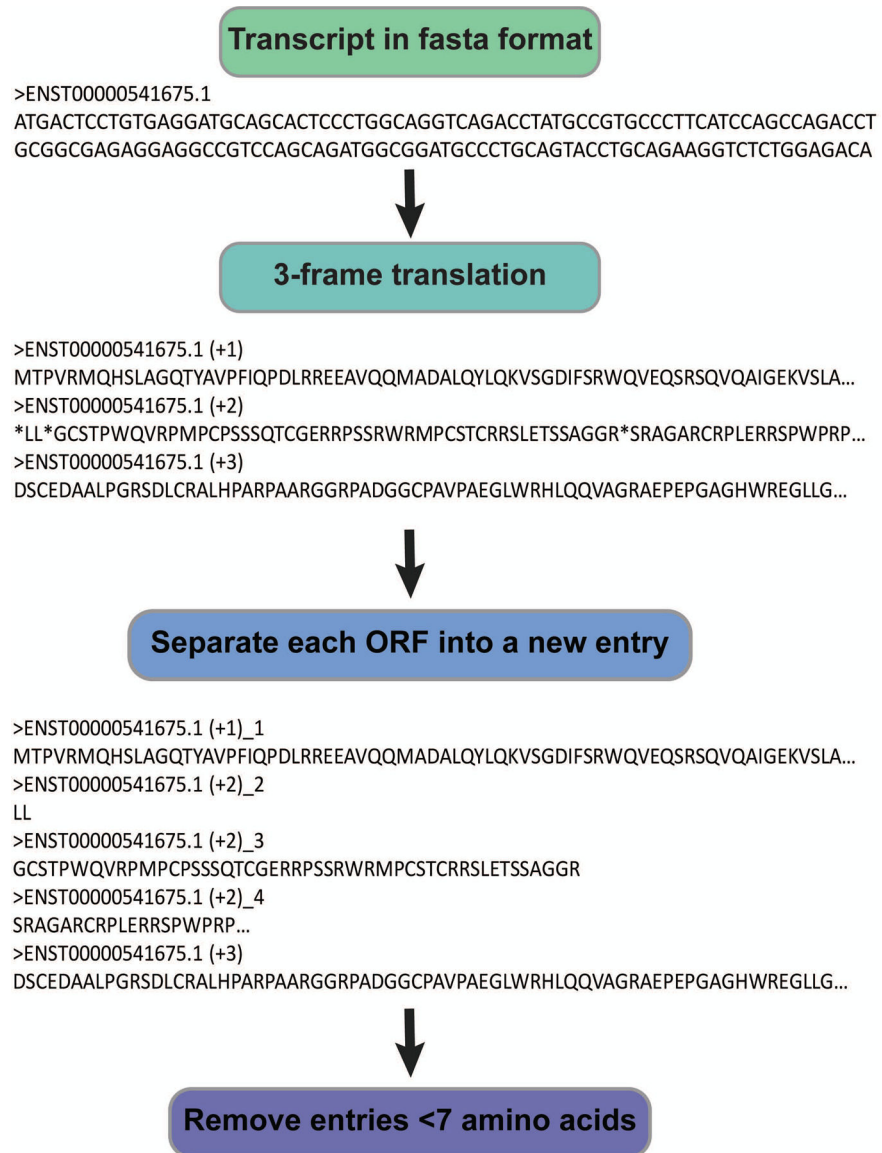 Transcript in fasta format
>ENST00000541675.1
ATGACTCCTGTGAGGATGCAGCACTCCCTGGCAGGTCAGACCTATGCCGTGCCCTTCATCCAGCCAGACCT
GCGGCGAGAGGAGGCCGTCCAGCAGATGGCGGATGCCCTGCAGTACCTGCAGAAGGTCTCTGGAGACA
3-frame translation
>ENST00000541675.1 (+1)
MTPVRMQHSLAGQTYAVPFIQPDLRREEAVQQMADALQYLQKVSGDIFSRWQVEQSRSQVQAIGEKVSLA...
>ENST00000541675.1 (+2)
*LL*GCSTPWQVRPMPCPSSSQTCGERRPSSRWRMPCSTCRRSLETSSAGGR*SRAGARCRPLERRSPWPRP...
>ENST00000541675.1 (+3)
DSCEDAALPGRSDLCRALHPARPAARGGRPADGGCPAVPAEGLWRHLQQVAGRAEPEPGAGHWREGLLG...
Separate each ORF into a new entry
>ENST00000541675.1 (+1)_1
MTPVRMQHSLAGQTYAVPFIQPDLRREEAVQQMADALQYLQKVSGDIFSRWQVEQSRSQVQAIGEKVSLA...
>ENST00000541675.1 (+2)_2
LL
>ENST00000541675.1 (+2)_3
GCSTPWQVRPMPCPSSSQTCGERRPSSRWRMPCSTCRRSLETSSAGGR
>ENST00000541675.1 (+2)_4
SRAGARCRPLERRSPWPRP...
>ENST00000541675.1 (+3)
DSCEDAALPGRSDLCRALHPARPAARGGRPADGGCPAVPAEGLWRHLQQVAGRAEPEPGAGHWREGLLG...
Remove entries <7 amino acids